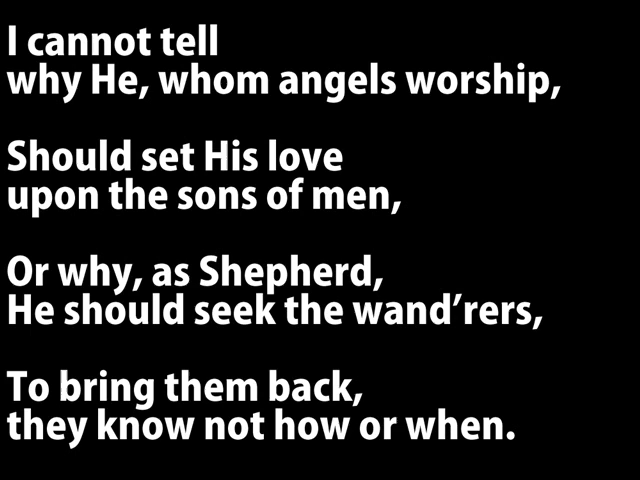 I cannot tell
why He, whom angels worship,
Should set His love
upon the sons of men,
Or why, as Shepherd,
He should seek the wand’rers,
To bring them back,
they know not how or when.